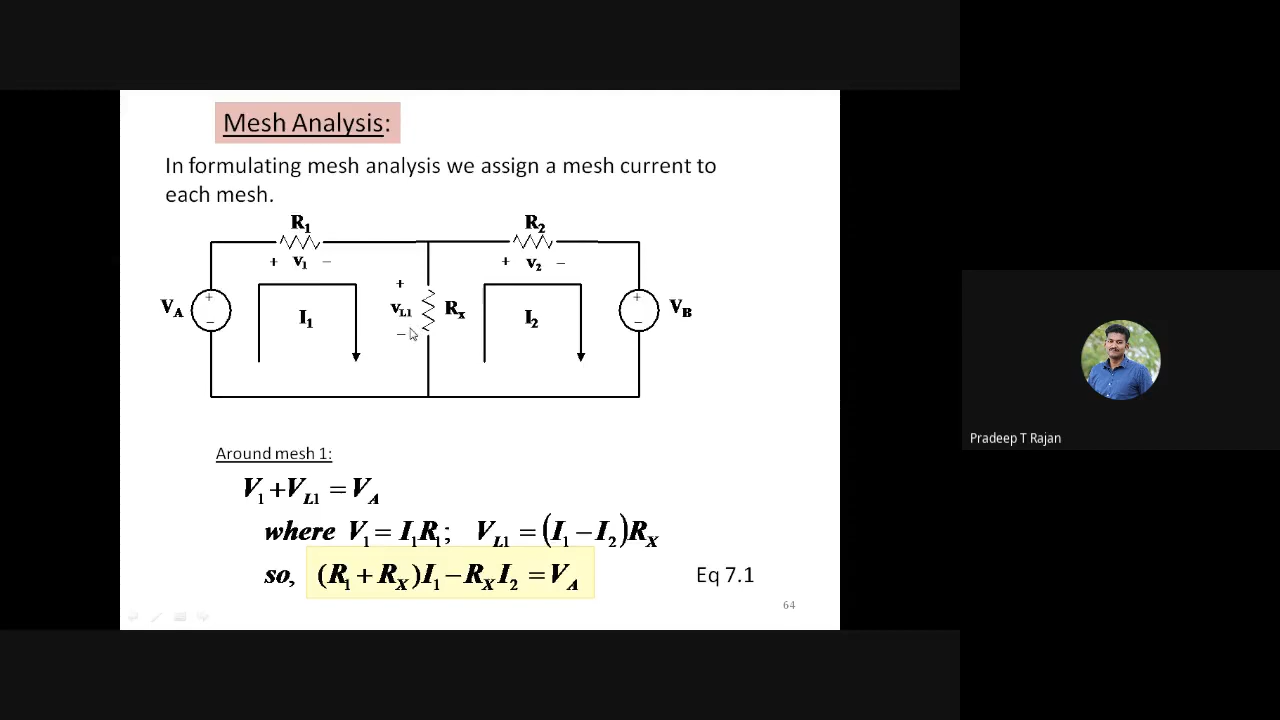 Mesh Analysis:
In formulating mesh analysis we assign a mesh current to
each mesh.
R1 R2
+ v1 − + v2 −
VA + − I1 + vL1 − Rx I2 + − VB
Around mesh 1:
V1 + VL1 = VA
where V1 = I1R1; VL1 = (I1 − I2)RX
so, (R1 + RX)I1 − RXI2 = VA Eq 7.1
64
Pradeep T Rajan